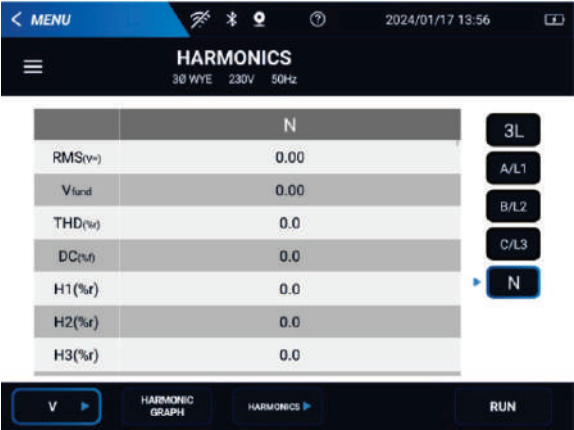 < MENU 2024/01/17 13:56
HARMONICS
3Ø WYE 230V 50Hz
N
RMS(V≈) 0.00
Vfund 0.00
THD(%r) 0.0
DC(%f) 0.0
H1(%r) 0.0
H2(%r) 0.0
H3(%r) 0.0
3L
A/L1
B/L2
C/L3
N
V
HARMONIC
GRAPH
HARMONICS
RUN